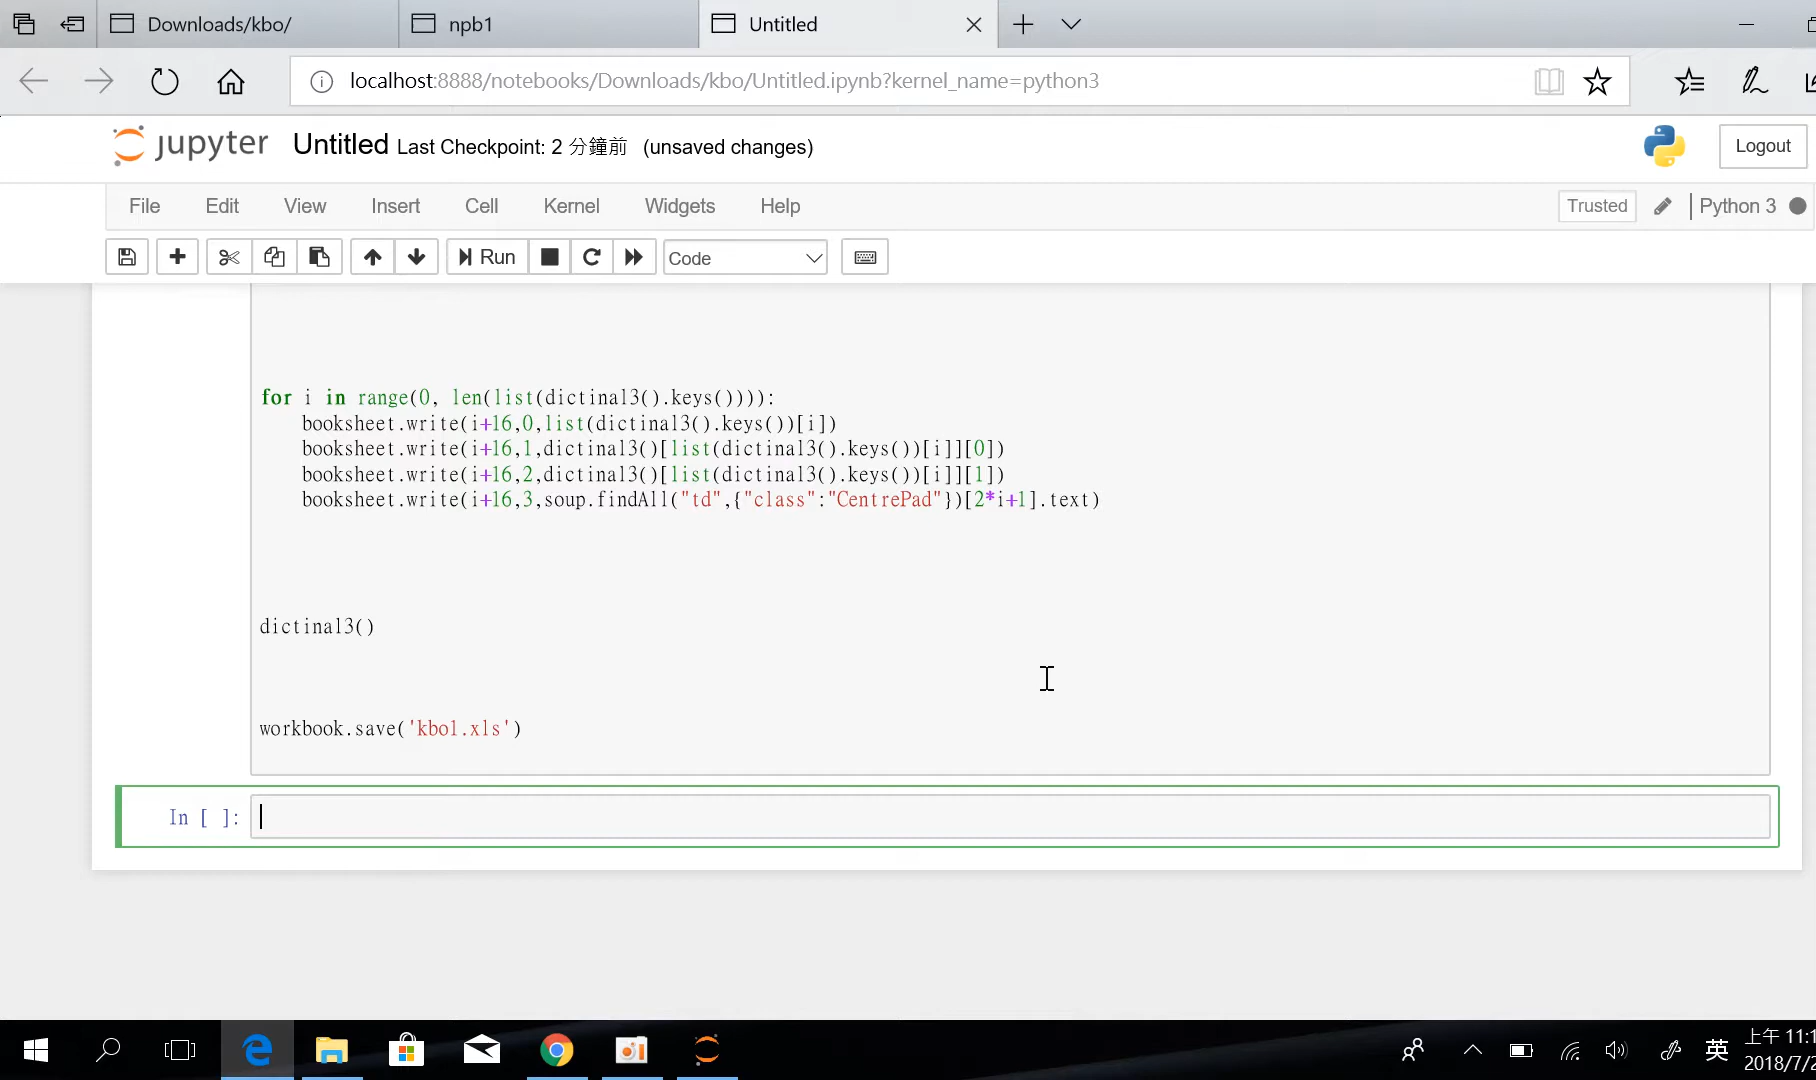 Downloads/kbo/
npb1
Untitled
localhost:8888/notebooks/Downloads/kbo/Untitled.ipynb?kernel_name=python3
jupyter Untitled Last Checkpoint: 2 分鐘前 (unsaved changes)
Logout
File Edit View Insert Cell Kernel Widgets Help
Trusted
Python 3
Run
Code
for i in range(0, len(list(dictinal3().keys()))):
    booksheet.write(i+16,0,list(dictinal3().keys())[i])
    booksheet.write(i+16,1,dictinal3()[list(dictinal3().keys())[i]][0])
    booksheet.write(i+16,2,dictinal3()[list(dictinal3().keys())[i]][1])
    booksheet.write(i+16,3,soup.findAll("td",{"class":"CentrePad"})[2*i+1].text)
dictinal3()
workbook.save('kbo1.xls')
In [ ]:
英
上午 11:1
2018/7/2